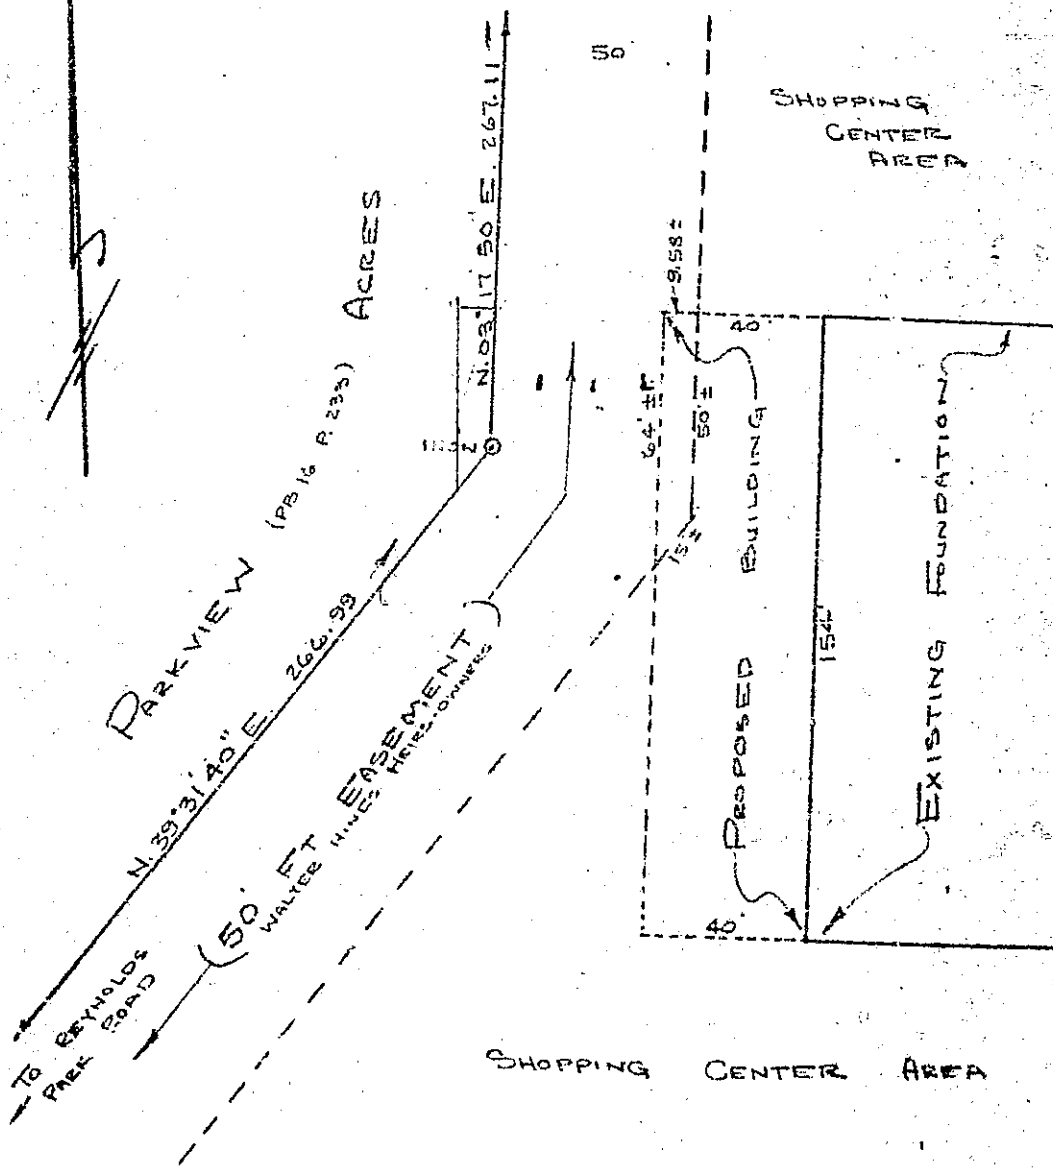 50'
SHOPPING
CENTER
AREA
N. 03° 17' 50" E. 267.11
PARKVIEW ACRES
(PB 16 P. 233)
9.58 ±
40'
64' ±
50' ±
15' ±
PROPOSED BUILDING
154'
EXISTING FOUNDATION
N. 39° 31' 40" E. 266.99
(50' FT EASEMENT)
WALTER HINES HEIRS-OWNERS
40'
TO REYNOLDS
PARK ROAD
SHOPPING CENTER AREA